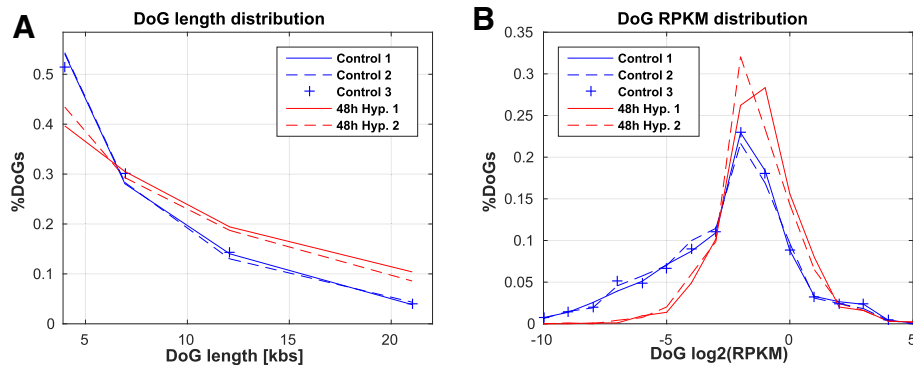 A
DoG length distribution
%DoGs
0.5
0.4
0.3
0.2
0.1
0
5
10
15
20
DoG length [kbs]
Control 1
Control 2
Control 3
48h Hyp. 1
48h Hyp. 2
B
DoG RPKM distribution
%DoGs
0.35
0.3
0.25
0.2
0.15
0.1
0.05
0
-10
-5
0
5
DoG log2(RPKM)
Control 1
Control 2
Control 3
48h Hyp. 1
48h Hyp. 2